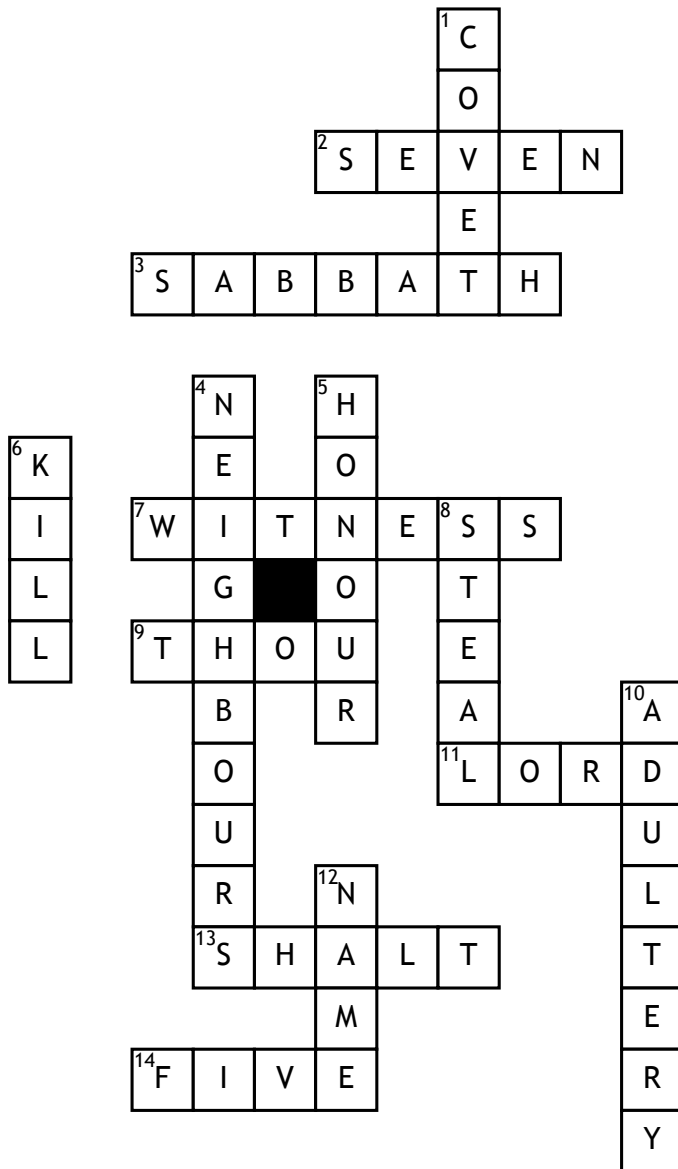 1 C
O
2 S E V E N
E
3 S A B B A T H
4 N 5 H
6 K E O
I 7 W I T N E 8 S S
L G O T
L 9 T H O U E
B R A 10 A
O 11 L O R D
U U
R 12 N L
13 S H A L T T
M E
14 F I V E R
Y